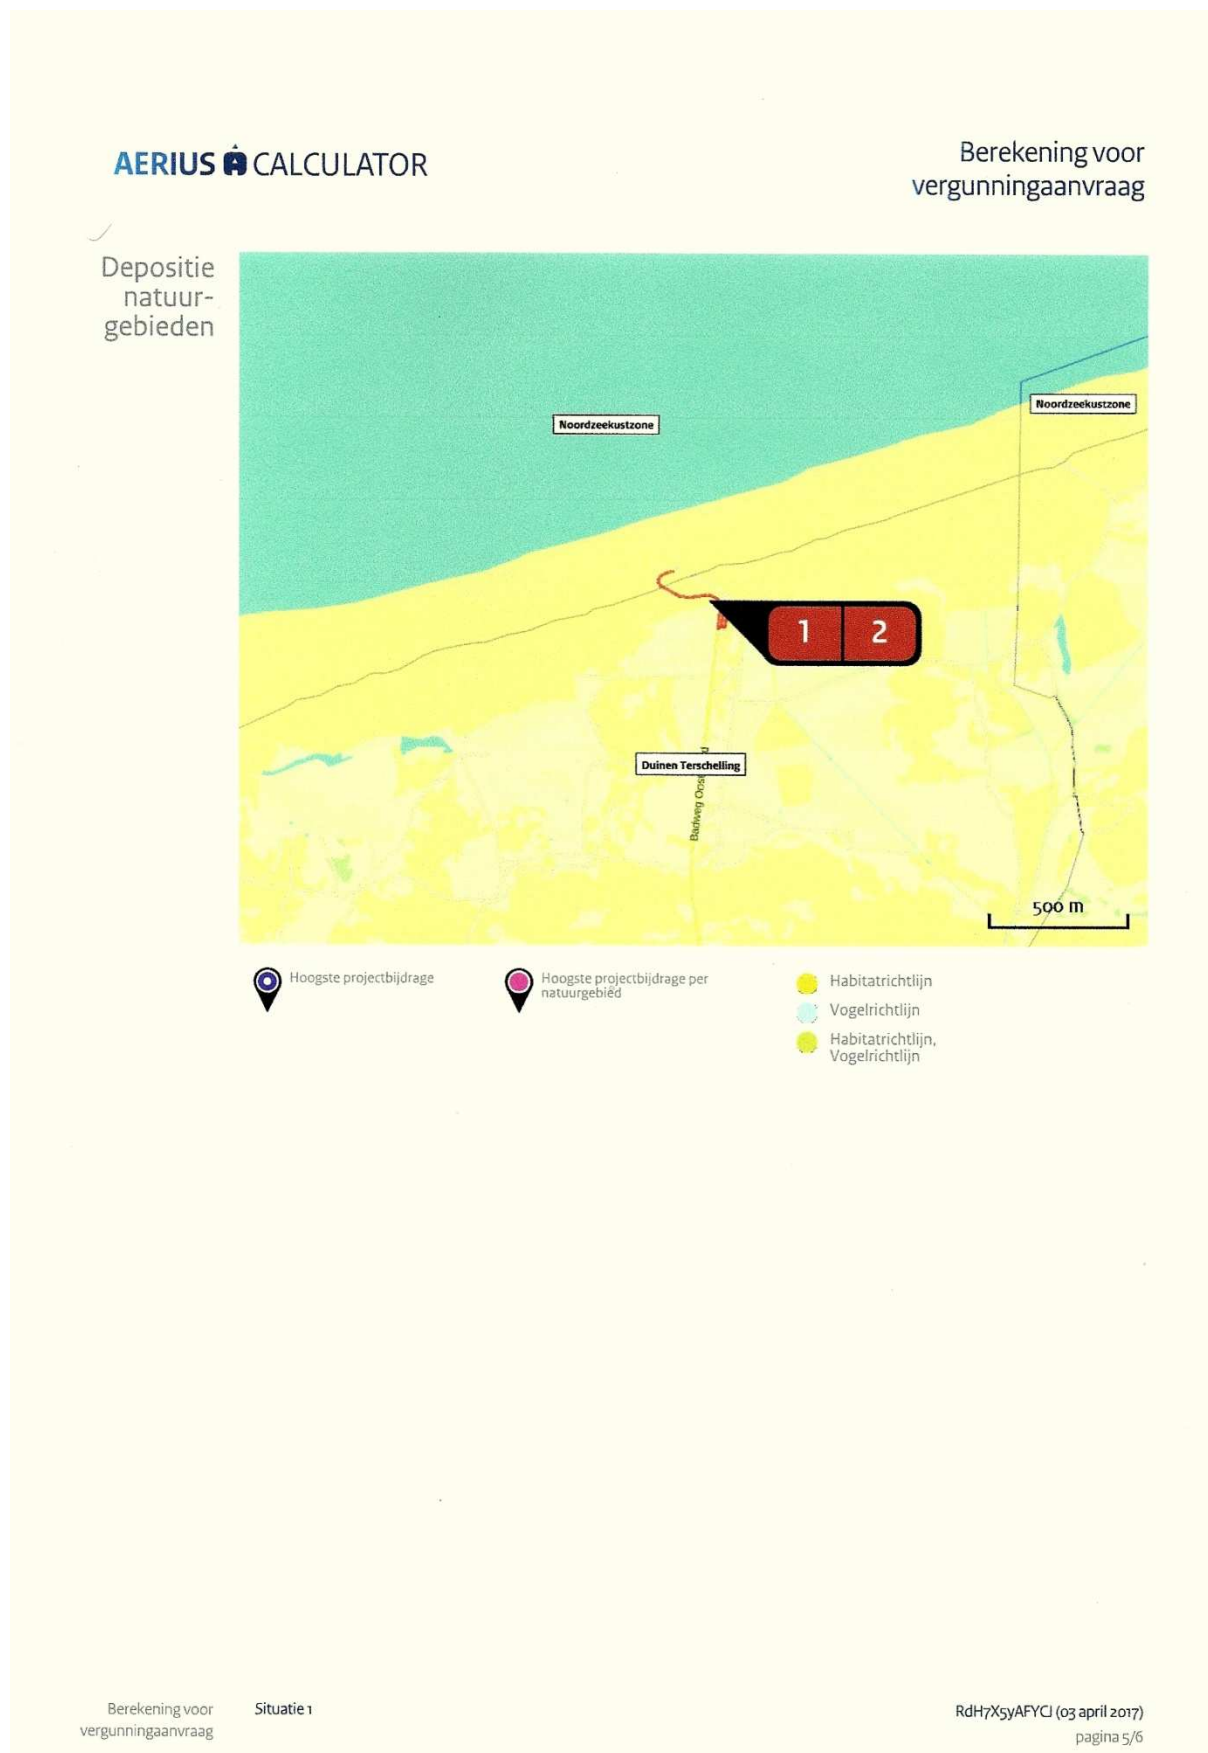 AERIUS CALCULATOR
Berekening voor
vergunningaanvraag
Depositie
natuur-
gebieden
Noordzeekustzone
Noordzeekustzone
1 2
Duinen Terschelling
Badweg
500 m
Hoogste projectbijdrage
Hoogste projectbijdrage per
natuurgebied
Habitatrichtlijn
Vogelrichtlijn
Habitatrichtlijn,
Vogelrichtlijn
Berekening voor
vergunningaanvraag
Situatie 1
RdH7X5yAFYCJ (03 april 2017)
pagina 5/6